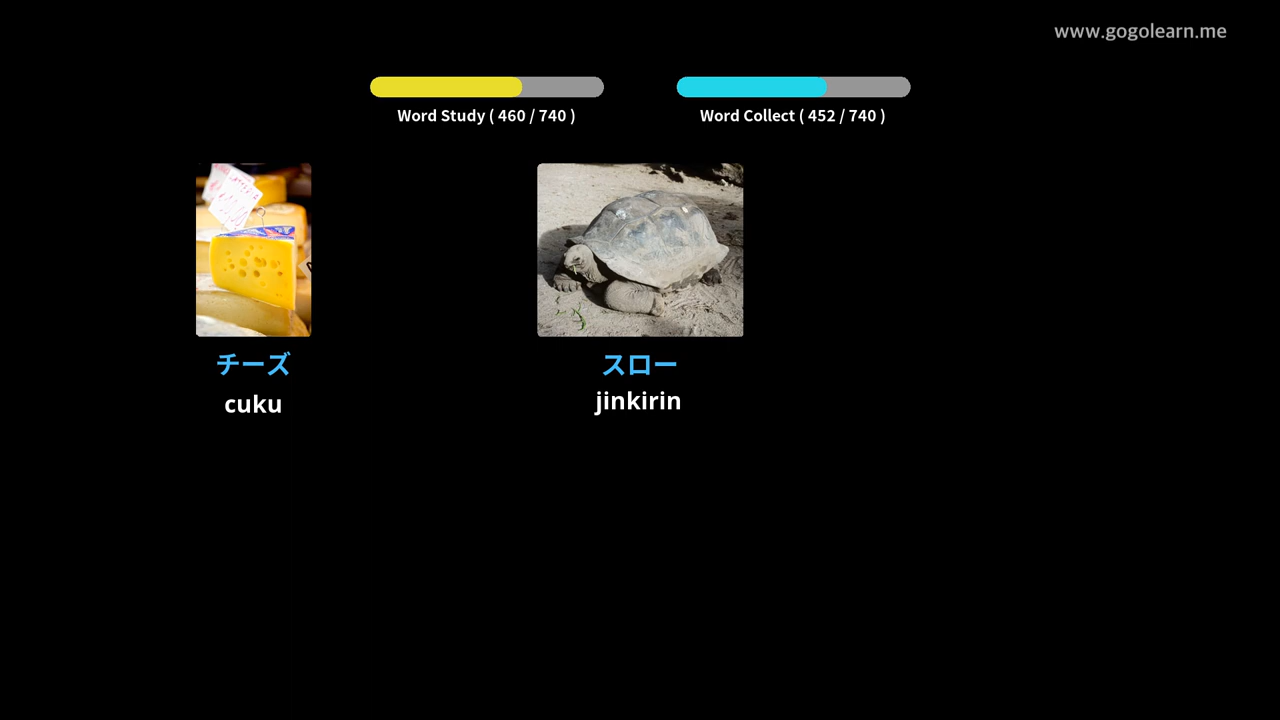 www.gogolearn.me
Word Study ( 460 / 740 )
Word Collect ( 452 / 740 )
チーズ
cuku
スロー
jinkirin